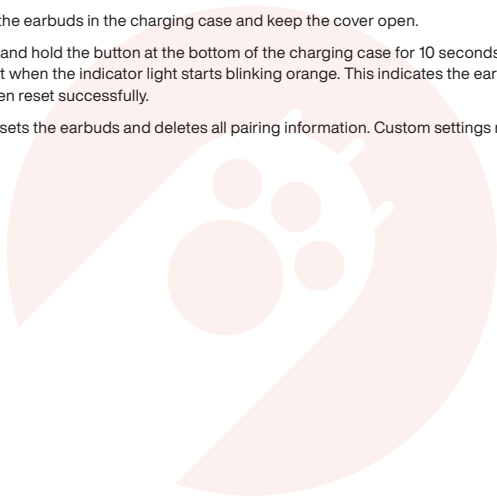 the earbuds in the charging case and keep the cover open.
and hold the button at the bottom of the charging case for 10 seconds
t when the indicator light starts blinking orange. This indicates the ear
en reset successfully.
sets the earbuds and deletes all pairing information. Custom settings